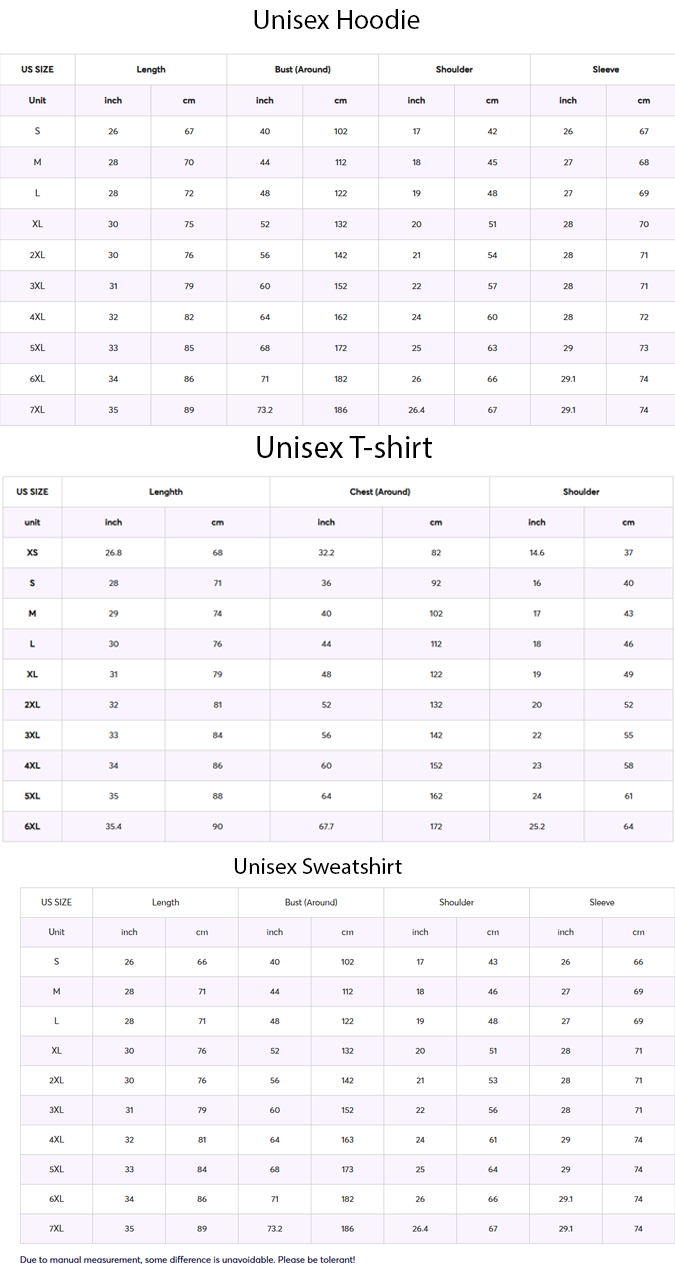 Unisex Hoodie
US SIZE Length Bust (Around) Shoulder Sleeve
Unit inch cm inch cm inch cm inch cm
S 26 67 40 102 17 42 26 67
M 28 70 44 112 18 45 27 68
L 28 72 48 122 19 48 27 69
XL 30 75 52 132 20 51 28 70
2XL 30 76 56 142 21 54 28 71
3XL 31 79 60 152 22 57 28 71
4XL 32 82 64 162 24 60 28 72
5XL 33 85 68 172 25 63 29 73
6XL 34 86 71 182 26 66 29.1 74
7XL 35 89 73.2 186 26.4 67 29.1 74
Unisex T-shirt
US SIZE Lenghth Chest (Around) Shoulder
unit inch cm inch cm inch cm
XS 26.8 68 32.2 82 14.6 37
S 28 71 36 92 16 40
M 29 74 40 102 17 43
L 30 76 44 112 18 46
XL 31 79 48 122 19 49
2XL 32 81 52 132 20 52
3XL 33 84 56 142 22 55
4XL 34 86 60 152 23 58
5XL 35 88 64 162 24 61
6XL 35.4 90 67.7 172 25.2 64
Unisex Sweatshirt
US SIZE Length Bust (Around) Shoulder Sleeve
Unit inch cm inch cm inch cm inch cm
S 26 66 40 102 17 43 26 66
M 28 71 44 112 18 46 27 69
L 28 71 48 122 19 48 27 69
XL 30 76 52 132 20 51 28 71
2XL 30 76 56 142 21 53 28 71
3XL 31 79 60 152 22 56 28 71
4XL 32 81 64 163 24 61 29 74
5XL 33 84 68 173 25 64 29 74
6XL 34 86 71 182 26 66 29.1 74
7XL 35 89 73.2 186 26.4 67 29.1 74
Due to manual measurement, some difference is unavoidable. Please be tolerant!